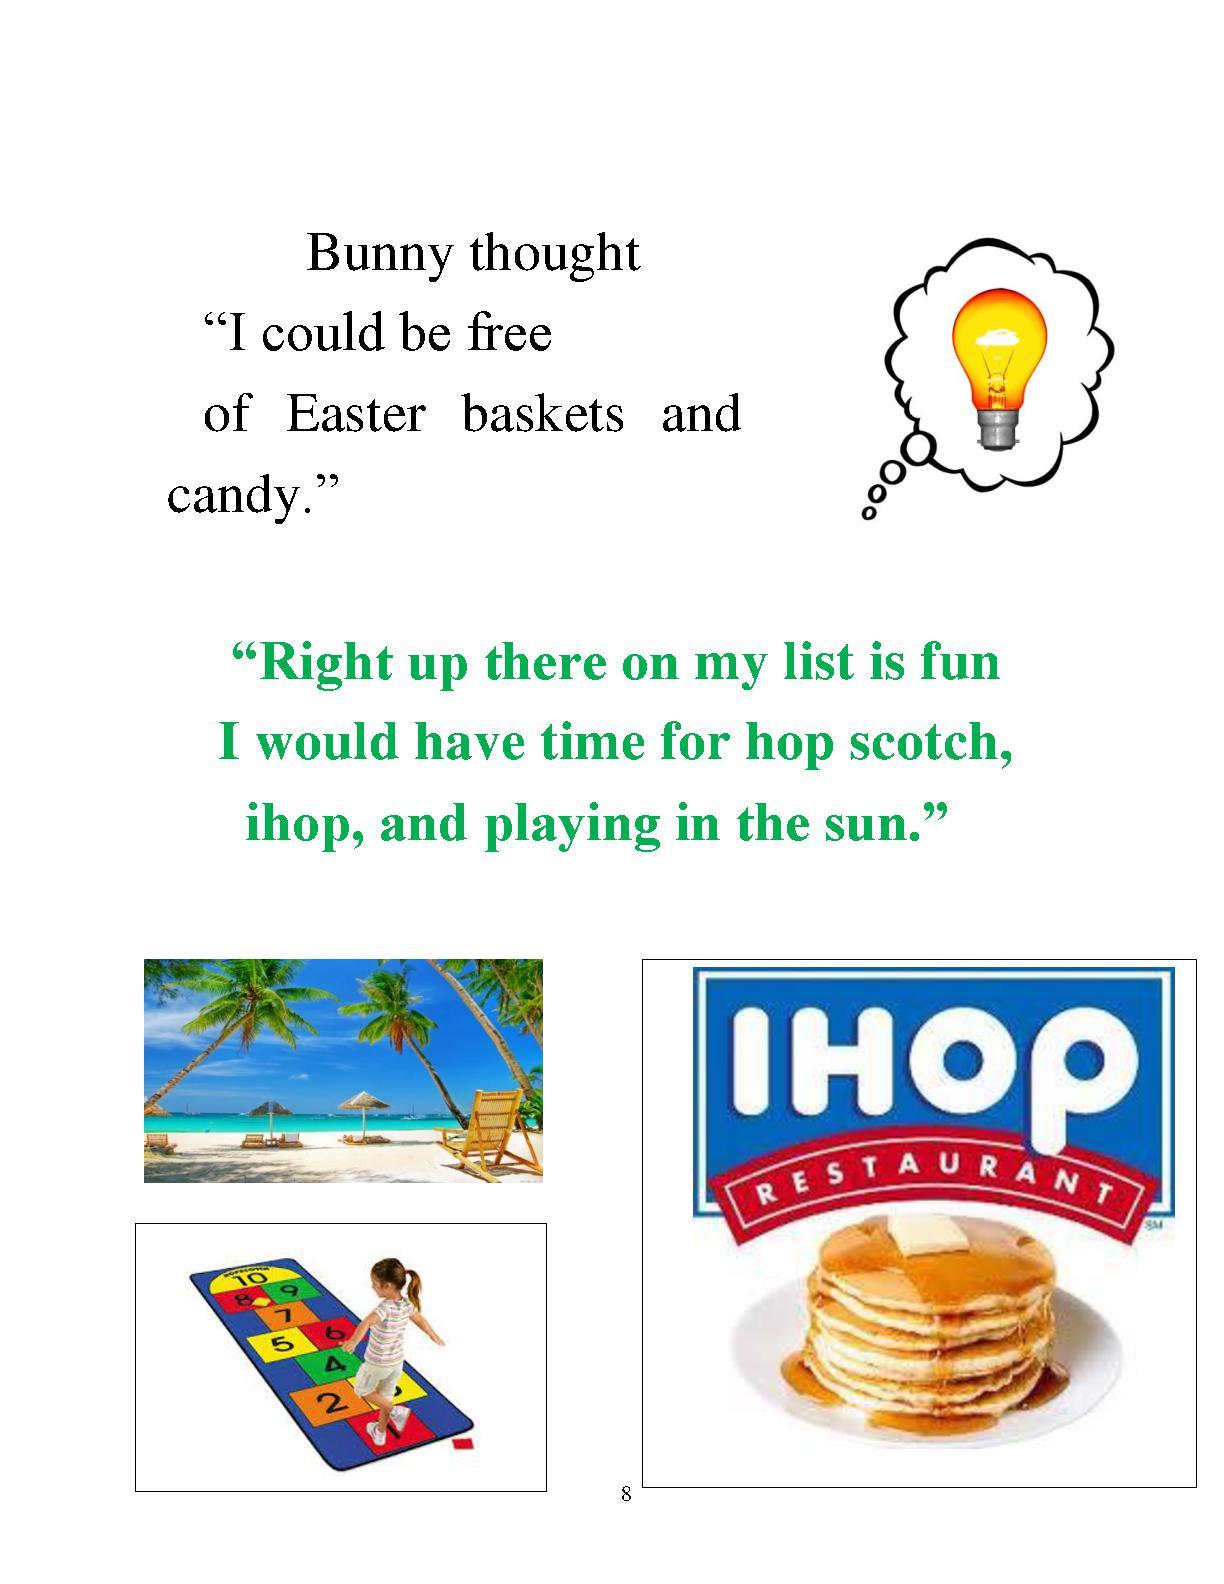 Bunny thought
“I could be free
of Easter baskets and
candy.”
“Right up there on my list is fun
I would have time for hop scotch,
ihop, and playing in the sun.”
IHOP
RESTAURANT
SM
10
8 9
7
5 6
4
2
1
8